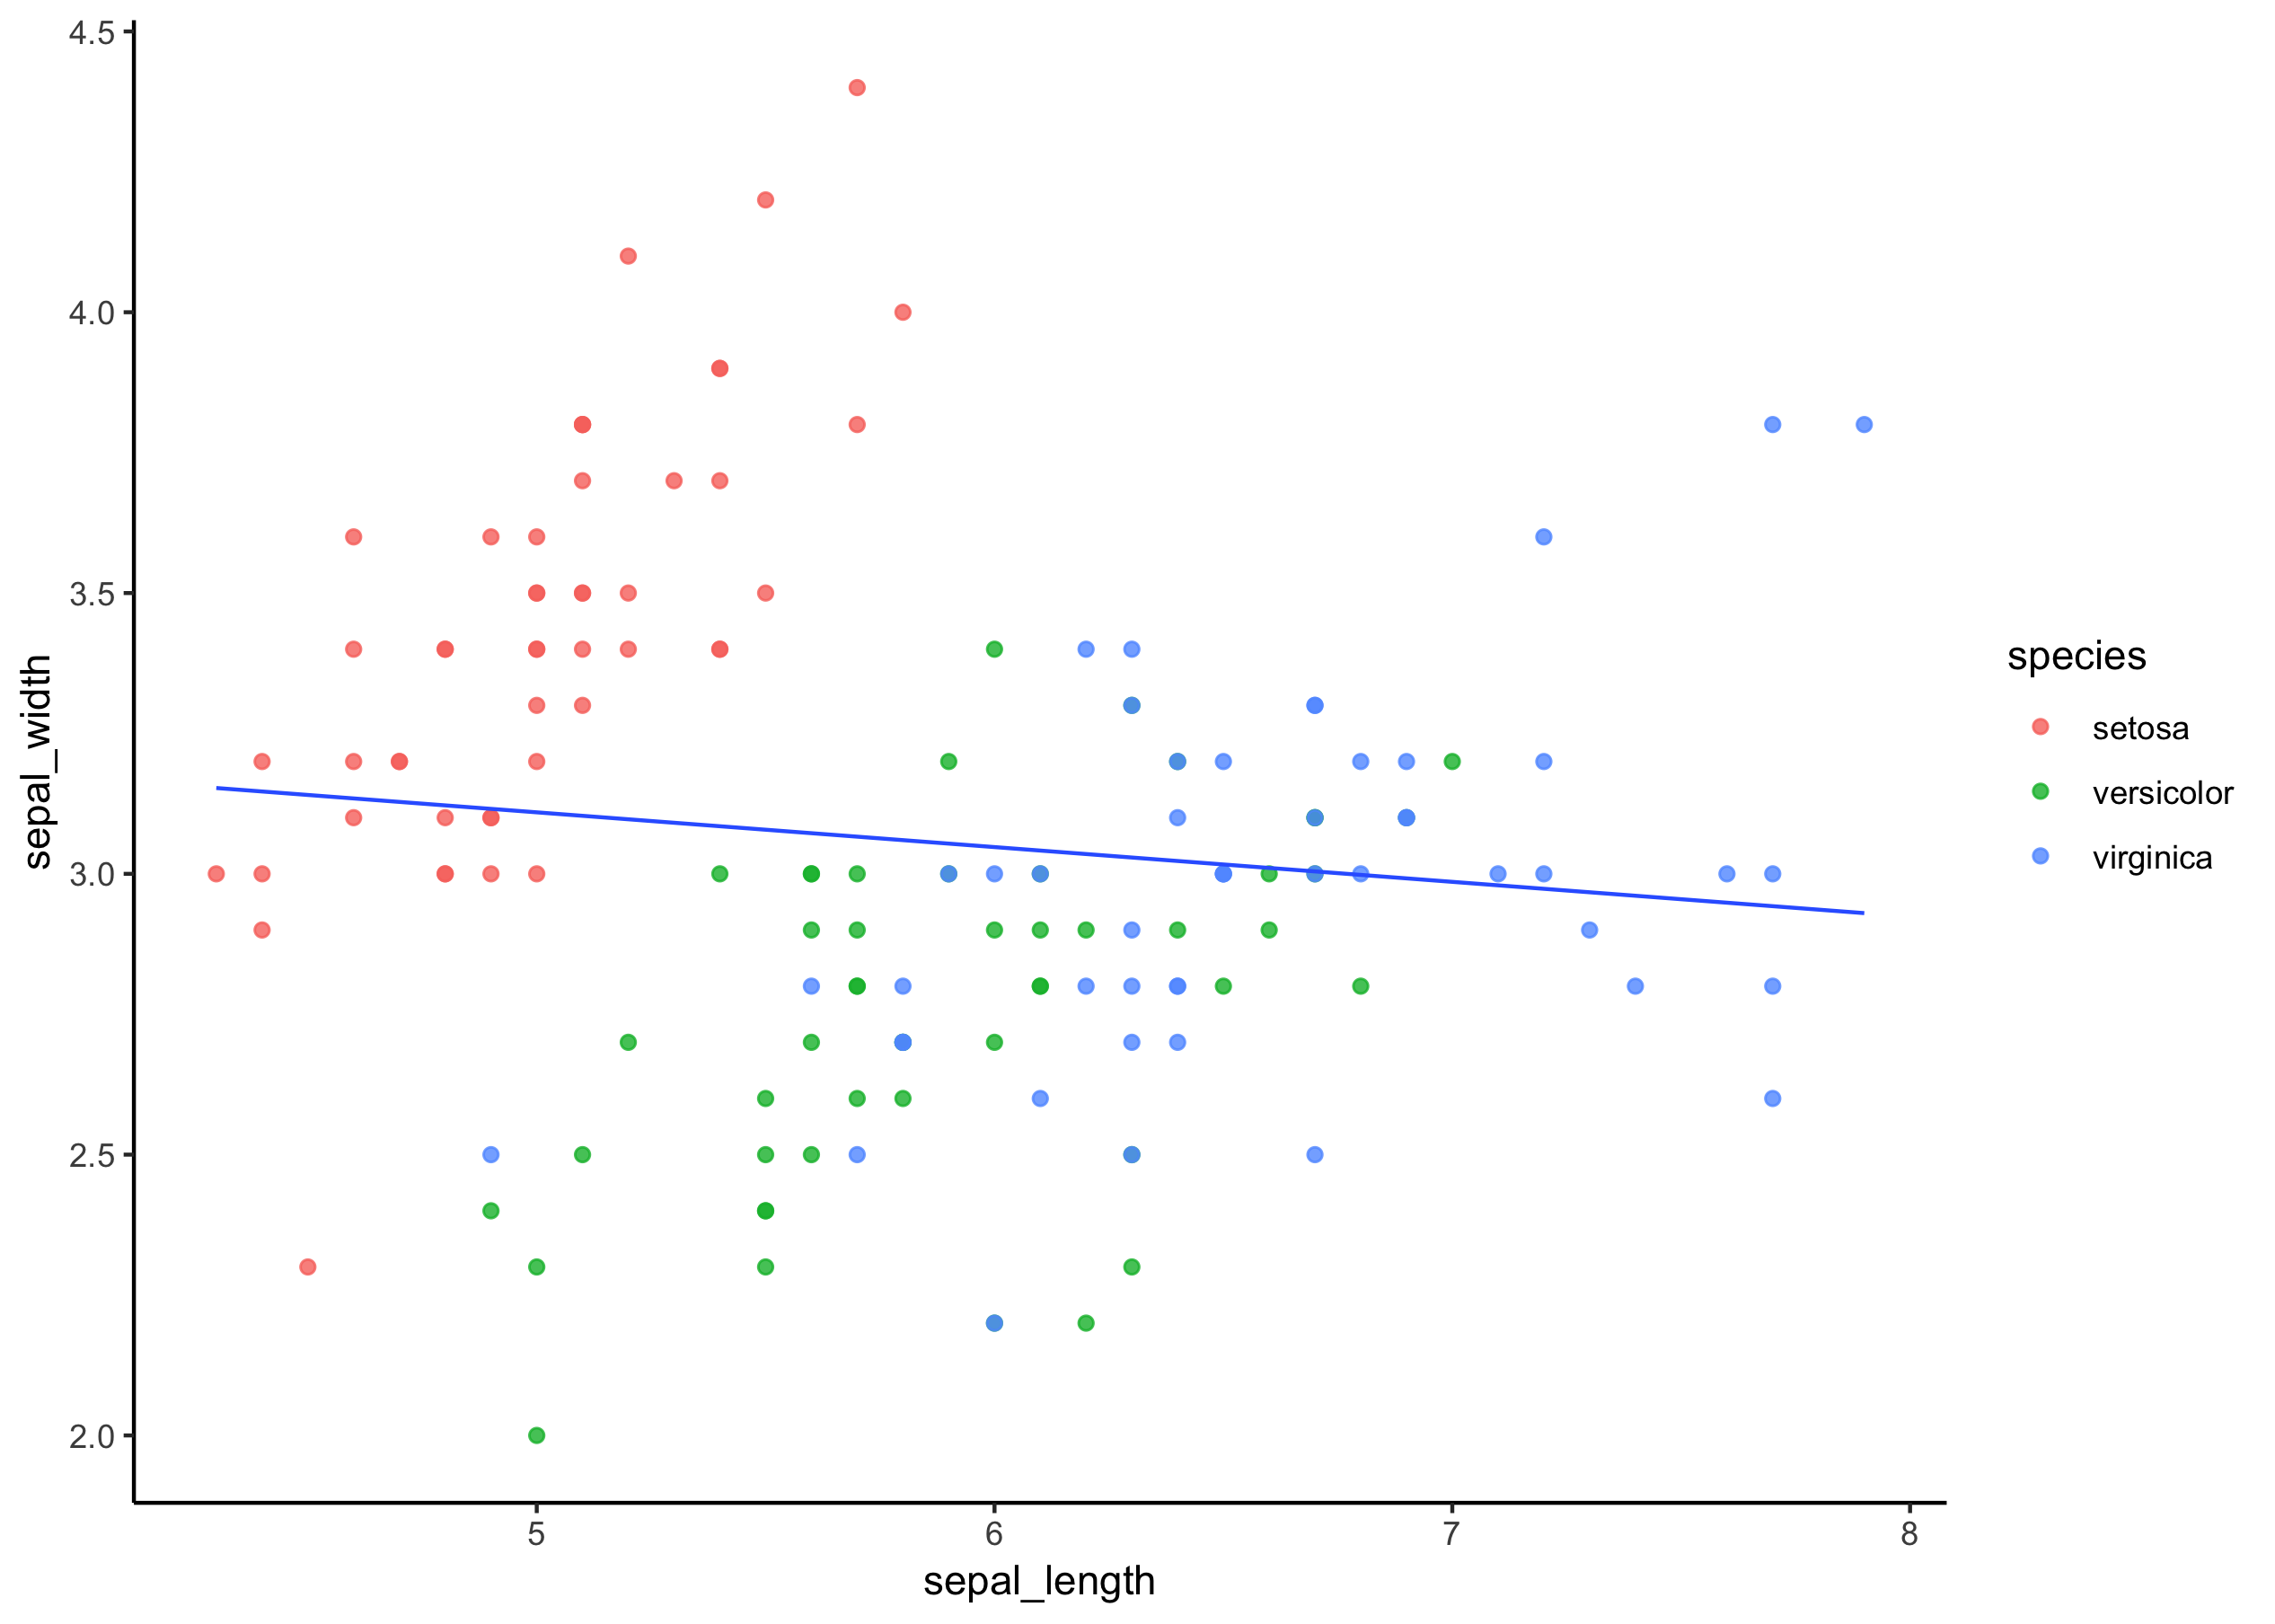 4.5
4.0
3.5
3.0
2.5
2.0
sepal_width
5 6 7 8
sepal_length
species
setosa
versicolor
virginica